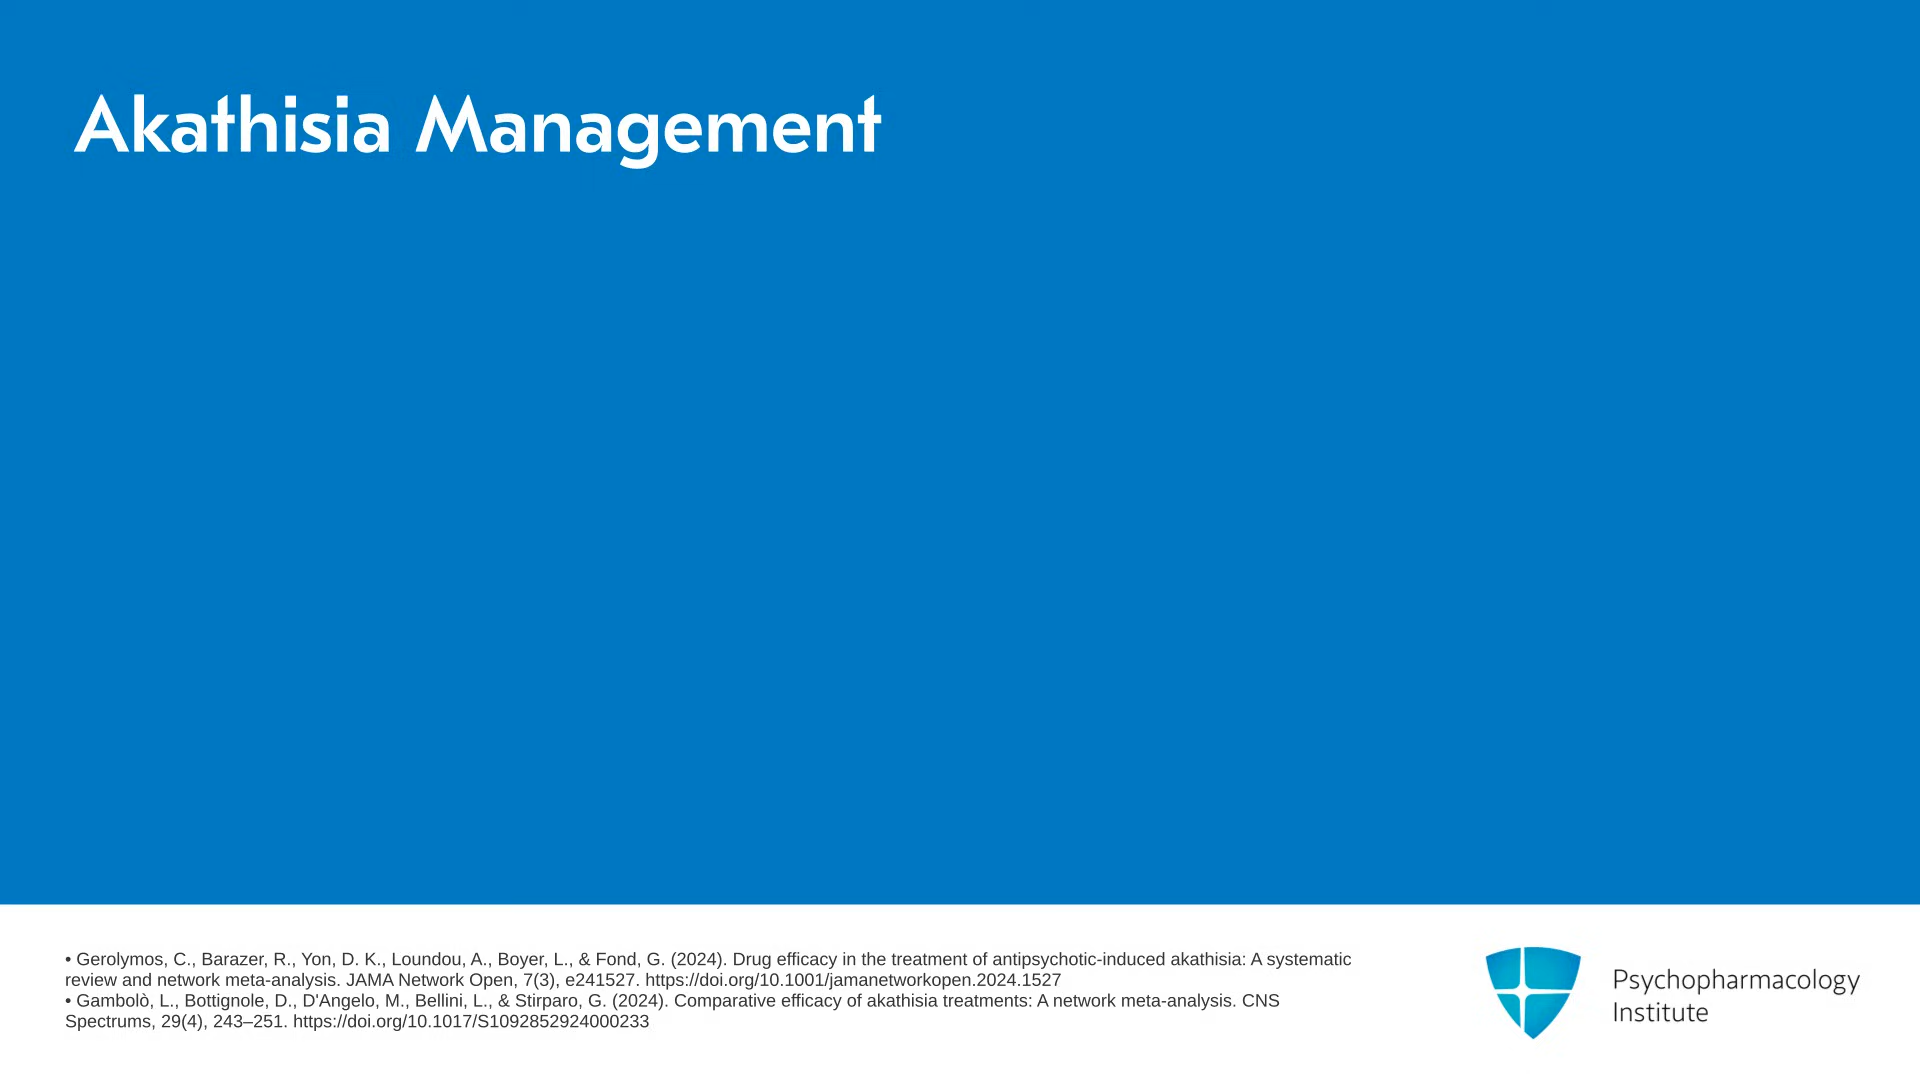 Akathisia Management
• Gerolymos, C., Barazer, R., Yon, D. K., Loundou, A., Boyer, L., & Fond, G. (2024). Drug efficacy in the treatment of antipsychotic-induced akathisia: A systematic
review and network meta-analysis. JAMA Network Open, 7(3), e241527. https://doi.org/10.1001/jamanetworkopen.2024.1527
• Gambolò, L., Bottignole, D., D'Angelo, M., Bellini, L., & Stirparo, G. (2024). Comparative efficacy of akathisia treatments: A network meta-analysis. CNS
Spectrums, 29(4), 243–251. https://doi.org/10.1017/S1092852924000233
Psychopharmacology
Institute